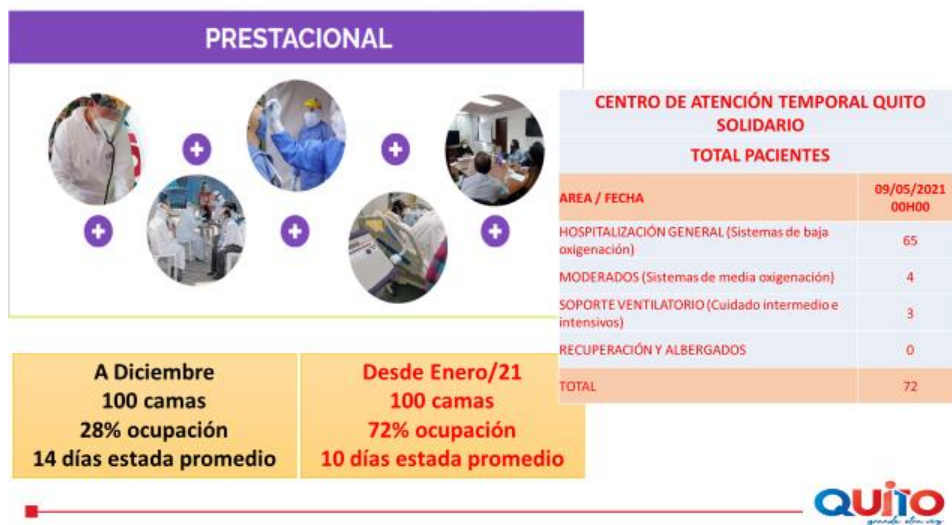 PRESTACIONAL
CENTRO DE ATENCIÓN TEMPORAL QUITO
SOLIDARIO
TOTAL PACIENTES
AREA / FECHA
09/05/2021
00H00
HOSPITALIZACIÓN GENERAL (Sistemas de baja
oxigenación)
65
MODERADOS (Sistemas de media oxigenación)
4
SOPORTE VENTILATORIO (Cuidado intermedio e
intensivos)
3
RECUPERACIÓN Y ALBERGADOS
0
TOTAL
72
A Diciembre
100 camas
28% ocupación
14 días estada promedio
Desde Enero/21
100 camas
72% ocupación
10 días estada promedio
QUITO
grande otra vez